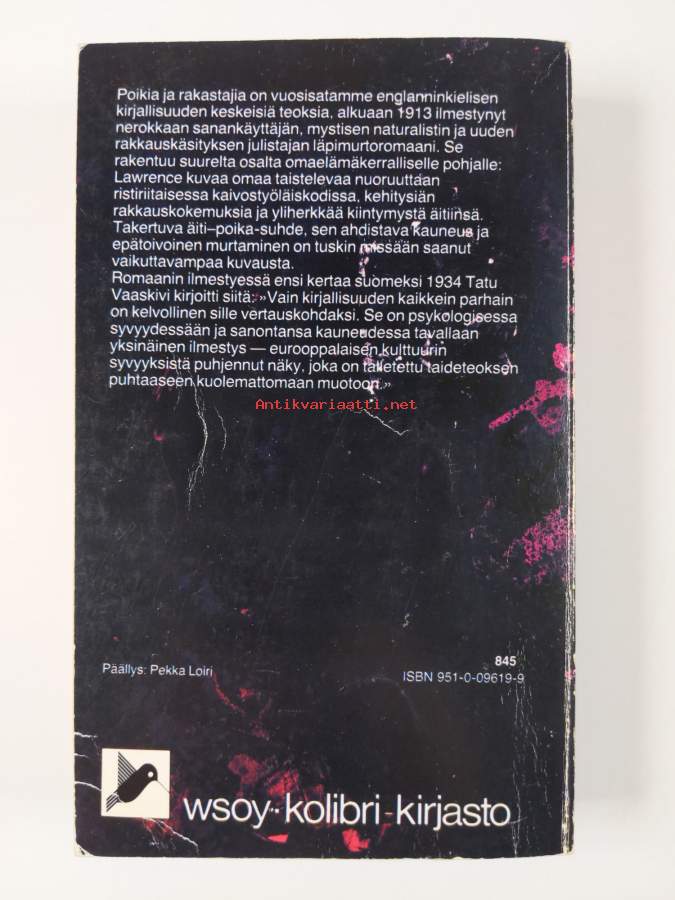 Poikia ja rakastajia on vuosisatamme englanninkielisen
kirjallisuuden keskeisiä teoksia, alkuaan 1913 ilmestynyt
nerokkaan sanankäyttäjän, mystisen naturalistin ja uuden
rakkauskäsityksen julistajan läpimurtoromaani. Se
rakentuu suurelta osalta omaelämäkerralliselle pohjalle:
Lawrence kuvaa omaa taistelevaa nuoruuttaan
ristiriitaisessa kaivostyöläiskodissa, kehitysiän
rakkauskokemuksia ja yliherkkää kiintymystä äitiinsä.
Takertuva äiti–poika-suhde, sen ahdistava kauneus ja
epätoivoinen murtaminen on tuskin missään saanut
vaikuttavampaa kuvausta.
Romaanin ilmestyessä ensi kertaa suomeksi 1934 Tatu
Vaaskivi kirjoitti siitä: »Vain kirjallisuuden kaikkein parhain
on kelvollinen sille vertauskohdaksi. Se on psykologisessa
syvyydessään ja sanontansa kauneudessa tavallaan
yksinäinen ilmestys — eurooppalaisen kulttuurin
syvyyksistä puhjennut näky, joka on talletettu taideteoksen
puhtaaseen kuolemattomaan muotoon.»
Antikvariaatti.net
845
Päällys: Pekka Loiri
ISBN 951-0-09619-9
wsoy··kolibri-kirjasto